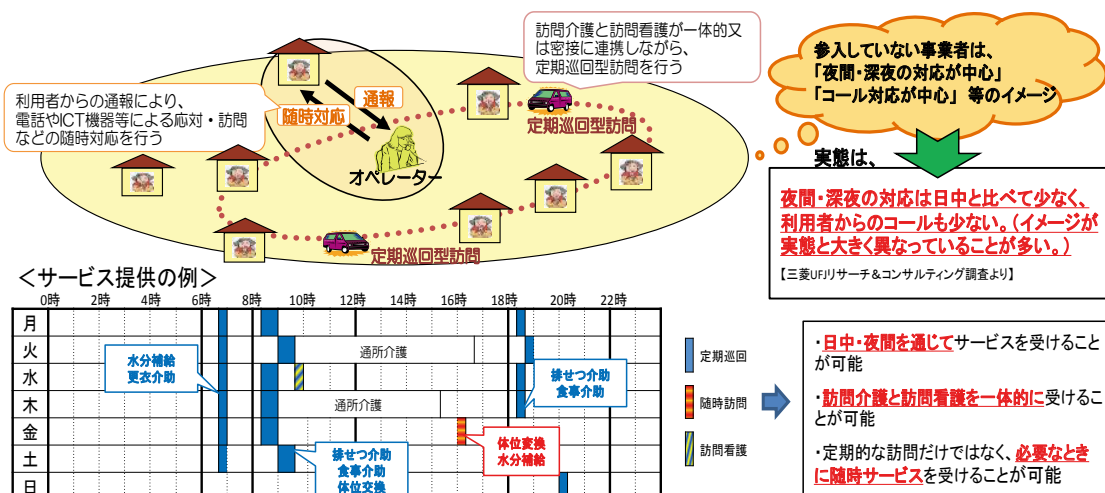 訪問介護と訪問看護が一体的又
は密接に連携しながら、
定期巡回型訪問を行う
利用者からの通報により、
電話やICT機器等による応対・訪問
などの随時対応を行う
通報
随時対応
オペレーター
定期巡回型訪問
定期巡回型訪問
参入していない事業者は、
「夜間・深夜の対応が中心」
「コール対応が中心」 等のイメージ
実態は、
夜間・深夜の対応は日中と比べて少なく、
利用者からのコールも少ない。（イメージが
実態と大きく異なっていることが多い。）
【三菱UFJリサーチ&コンサルティング調査より】
＜サービス提供の例＞
0時 2時 4時 6時 8時 10時 12時 14時 16時 18時 20時 22時
月
火
水
木
金
土
日
水分補給
更衣介助
通所介護
通所介護
排せつ介助
食事介助
体位変換
水分補給
排せつ介助
食事介助
体位交換
定期巡回
随時訪問
訪問看護
・日中・夜間を通じてサービスを受けること
が可能
・訪問介護と訪問看護を一体的に受けるこ
とが可能
・定期的な訪問だけではなく、必要なとき
に随時サービスを受けることが可能